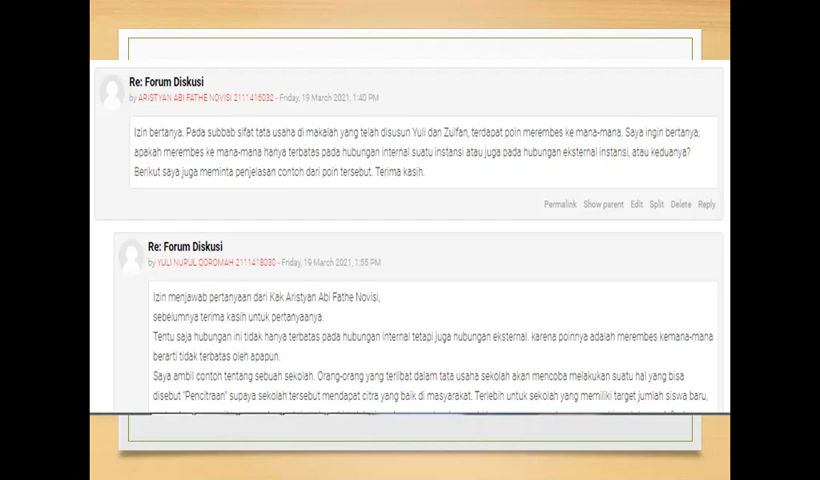 Re: Forum Diskusi
by ARISTYAN ABI FATHE NOVISI 2111416032 - Friday, 19 March 2021, 1:40 PM
Izin bertanya. Pada subbab sifat tata usaha di makalah yang telah disusun Yuli dan Zulfan, terdapat poin merembes ke mana-mana. Saya ingin bertanya;
apakah merembes ke mana-mana hanya terbatas pada hubungan internal suatu instansi atau juga pada hubungan eksternal instansi, atau keduanya?
Berikut saya juga meminta penjelasan contoh dari poin tersebut. Terima kasih.
Permalink Show parent Edit Split Delete Reply
Re: Forum Diskusi
by YULI NURUL QOROMAH 2111418030 - Friday, 19 March 2021, 1:55 PM
Izin menjawab pertanyaan dari Kak Aristyan Abi Fathe Novisi,
sebelumnya terima kasih untuk pertanyaanya.
Tentu saja hubungan ini tidak hanya terbatas pada hubungan internal tetapi juga hubungan eksternal. karena poinnya adalah merembes kemana-mana
berarti tidak terbatas oleh apapun.
Saya ambil contoh tentang sebuah sekolah. Orang-orang yang terlibat dalam tata usaha sekolah akan mencoba melakukan suatu hal yang bisa
disebut "Pencitraan" supaya sekolah tersebut mendapat citra yang baik di masyarakat. Terlebih untuk sekolah yang memiliki target jumlah siswa baru,